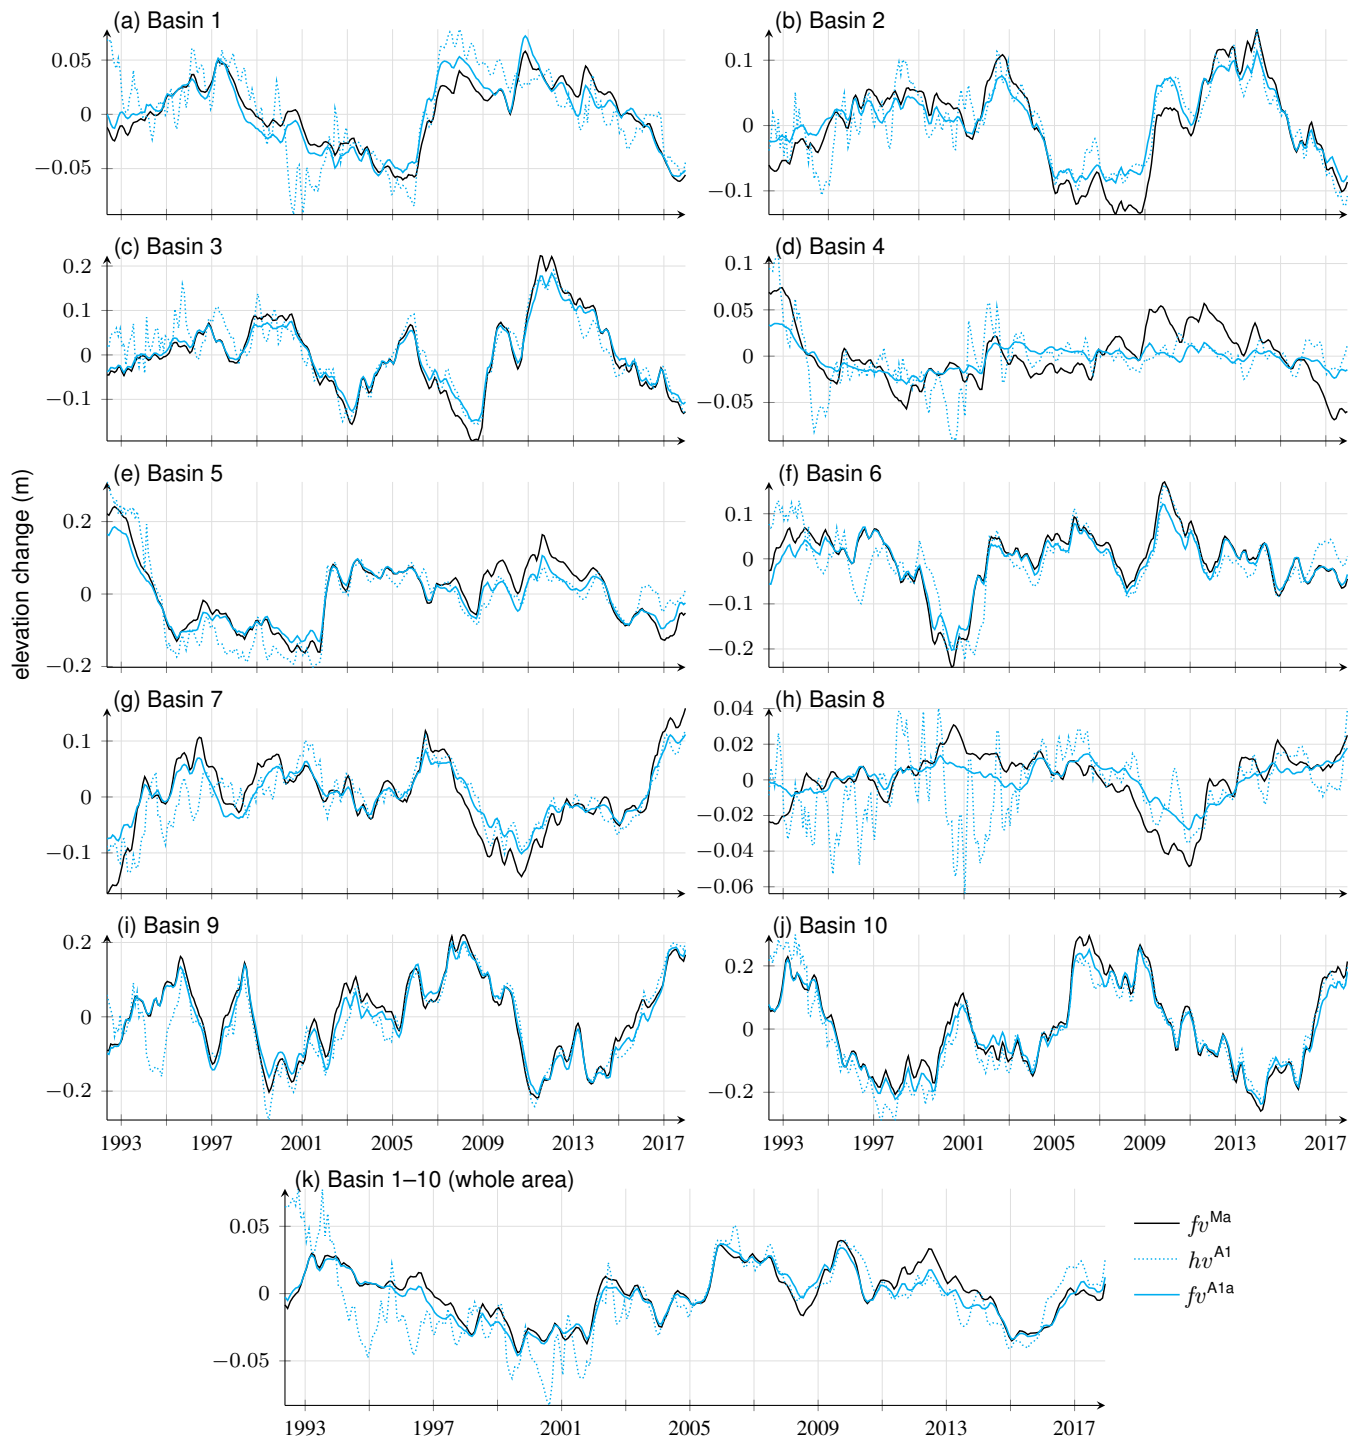 (a) Basin 1
0.05
0
−0.05
(b) Basin 2
0.1
0
−0.1
(c) Basin 3
0.2
0.1
0
−0.1
(d) Basin 4
0.1
0.05
0
−0.05
elevation change (m)
(e) Basin 5
0.2
0
−0.2
(f) Basin 6
0.1
0
−0.1
−0.2
(g) Basin 7
0.1
0
−0.1
(h) Basin 8
0.04
0.02
0
−0.02
−0.04
−0.06
(i) Basin 9
0.2
0
−0.2
1993 1997 2001 2005 2009 2013 2017
(j) Basin 10
0.2
0
−0.2
1993 1997 2001 2005 2009 2013 2017
(k) Basin 1–10 (whole area)
0.05
0
−0.05
1993 1997 2001 2005 2009 2013 2017
fv^Ma
hv^A1
fv^A1a